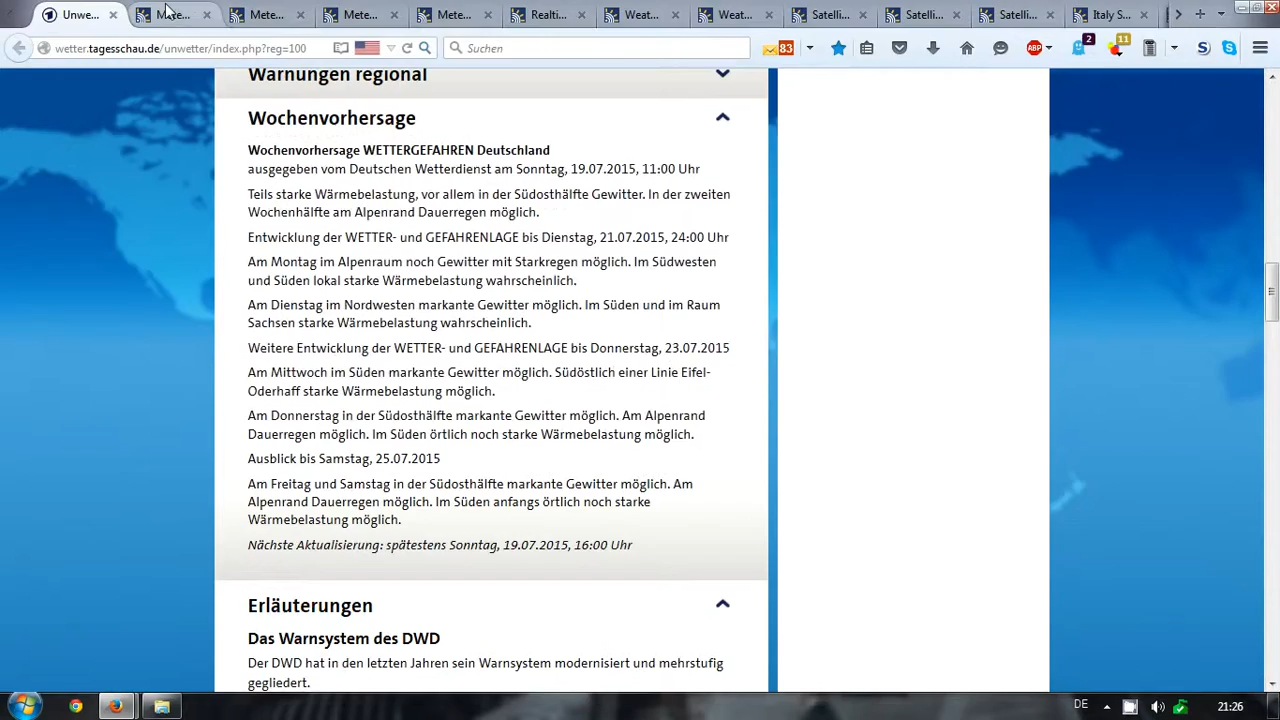 Unwe...
Mete...
Mete...
Mete...
Mete...
Realti...
Weat...
Weat...
Satelli...
Satelli...
Satelli...
Italy S...
wetter.tagesschau.de/unwetter/index.php?reg=100
Suchen
83
ABP
2
11
Warnungen regional
Wochenvorhersage
Wochenvorhersage WETTERGEFAHREN Deutschland
ausgegeben vom Deutschen Wetterdienst am Sonntag, 19.07.2015, 11:00 Uhr
Teils starke Wärmebelastung, vor allem in der Südosthälfte Gewitter. In der zweiten
Wochenhälfte am Alpenrand Dauerregen möglich.
Entwicklung der WETTER- und GEFAHRENLAGE bis Dienstag, 21.07.2015, 24:00 Uhr
Am Montag im Alpenraum noch Gewitter mit Starkregen möglich. Im Südwesten
und Süden lokal starke Wärmebelastung wahrscheinlich.
Am Dienstag im Nordwesten markante Gewitter möglich. Im Süden und im Raum
Sachsen starke Wärmebelastung wahrscheinlich.
Weitere Entwicklung der WETTER- und GEFAHRENLAGE bis Donnerstag, 23.07.2015
Am Mittwoch im Süden markante Gewitter möglich. Südöstlich einer Linie Eifel-
Oderhaff starke Wärmebelastung möglich.
Am Donnerstag in der Südosthälfte markante Gewitter möglich. Am Alpenrand
Dauerregen möglich. Im Süden örtlich noch starke Wärmebelastung möglich.
Ausblick bis Samstag, 25.07.2015
Am Freitag und Samstag in der Südosthälfte markante Gewitter möglich. Am
Alpenrand Dauerregen möglich. Im Süden anfangs örtlich noch starke
Wärmebelastung möglich.
Nächste Aktualisierung: spätestens Sonntag, 19.07.2015, 16:00 Uhr
Erläuterungen
Das Warnsystem des DWD
Der DWD hat in den letzten Jahren sein Warnsystem modernisiert und mehrstufig
gegliedert.
DE
21:26